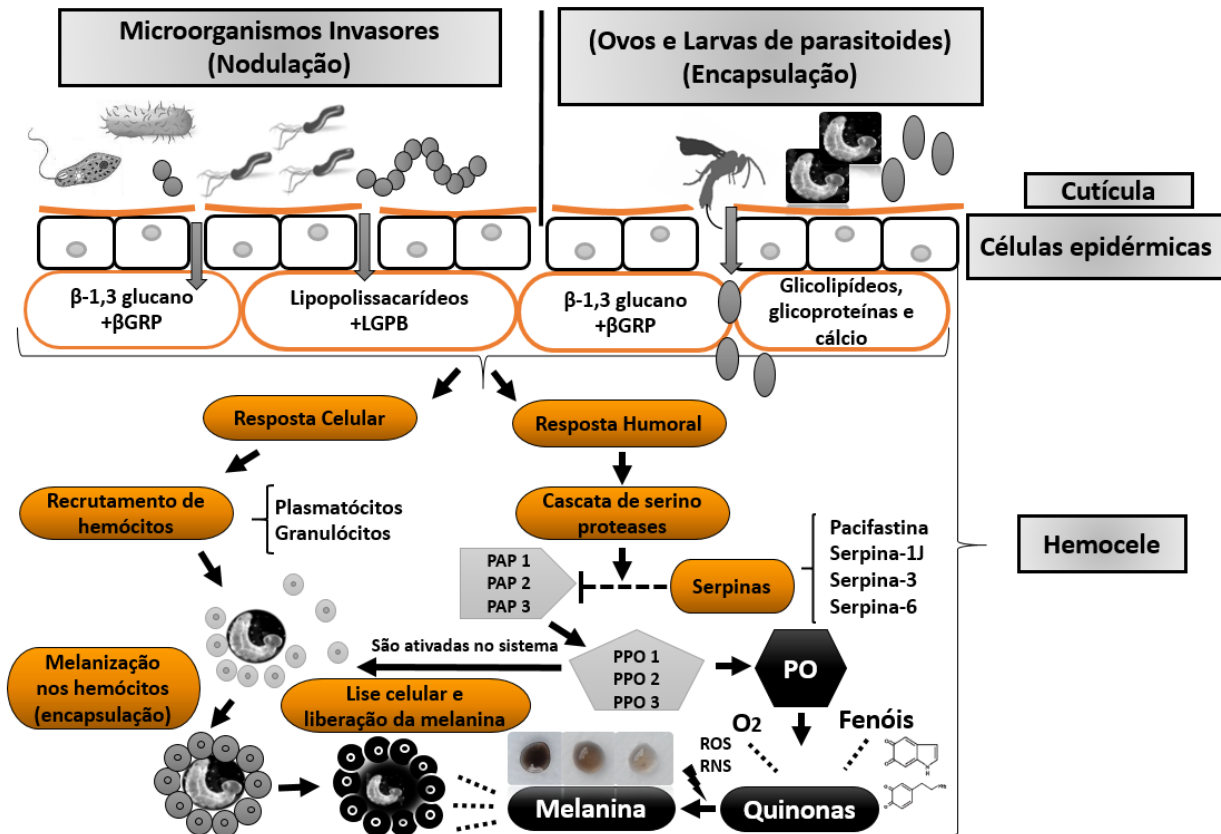 Microorganismos Invasores
(Nodulação)
(Ovos e Larvas de parasitoides)
(Encapsulação)
Cutícula
Células epidérmicas
β-1,3 glucano
+βGRP
Lipopolissacarídeos
+LGPB
β-1,3 glucano
+βGRP
Glicolipídeos,
glicoproteínas e
cálcio
Resposta Celular
Resposta Humoral
Recrutamento de
hemócitos
Plasmatócitos
Granulócitos
Cascata de serino
proteases
Hemocele
PAP 1
PAP 2
PAP 3
Serpinas
Pacifastina
Serpina-1J
Serpina-3
Serpina-6
São ativadas no sistema
PPO 1
PPO 2
PPO 3
PO
Melanização
nos hemócitos
(encapsulação)
Lise celular e
liberação da melanina
O2
Fenóis
ROS
RNS
N
H
Melanina
Quinonas